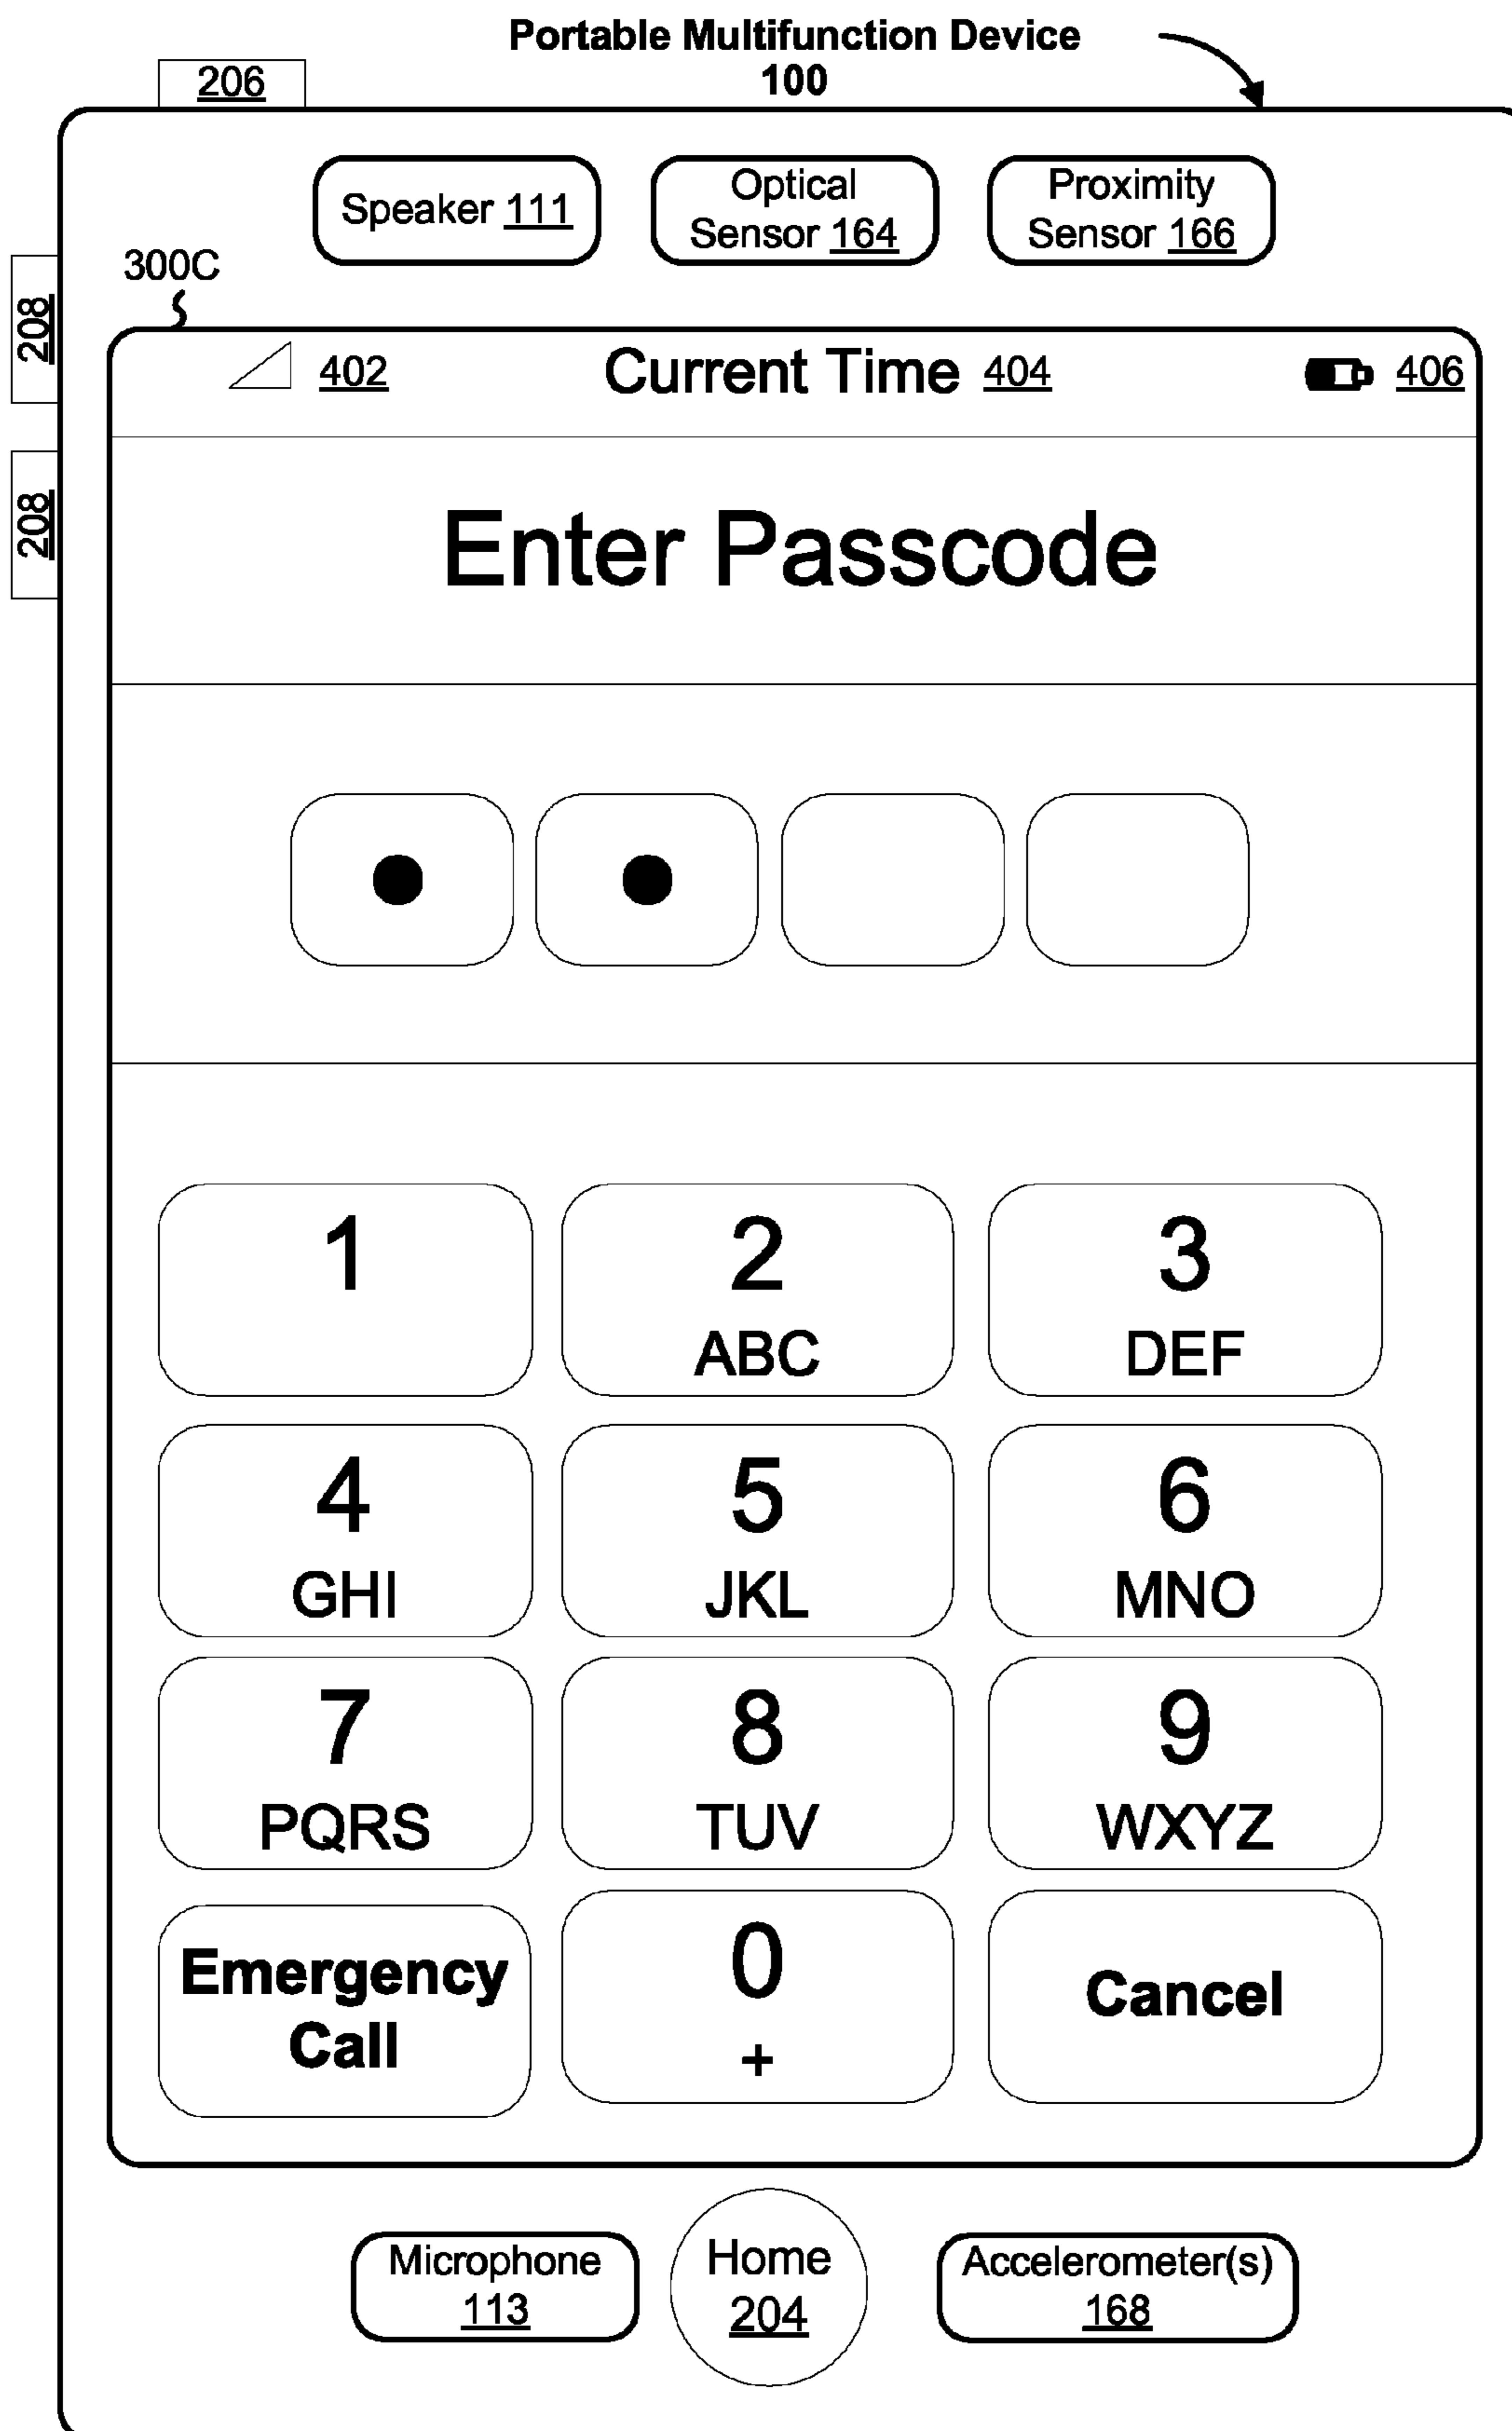 Portable Multifunction Device
100
206
Speaker 111
Optical
Sensor 164
Proximity
Sensor 166
300C
208
208
402
Current Time 404
406
Enter Passcode
1
2
ABC
3
DEF
4
GHI
5
JKL
6
MNO
7
PQRS
8
TUV
9
WXYZ
Emergency
Call
0
+
Cancel
Microphone
113
Home
204
Accelerometer(s)
168